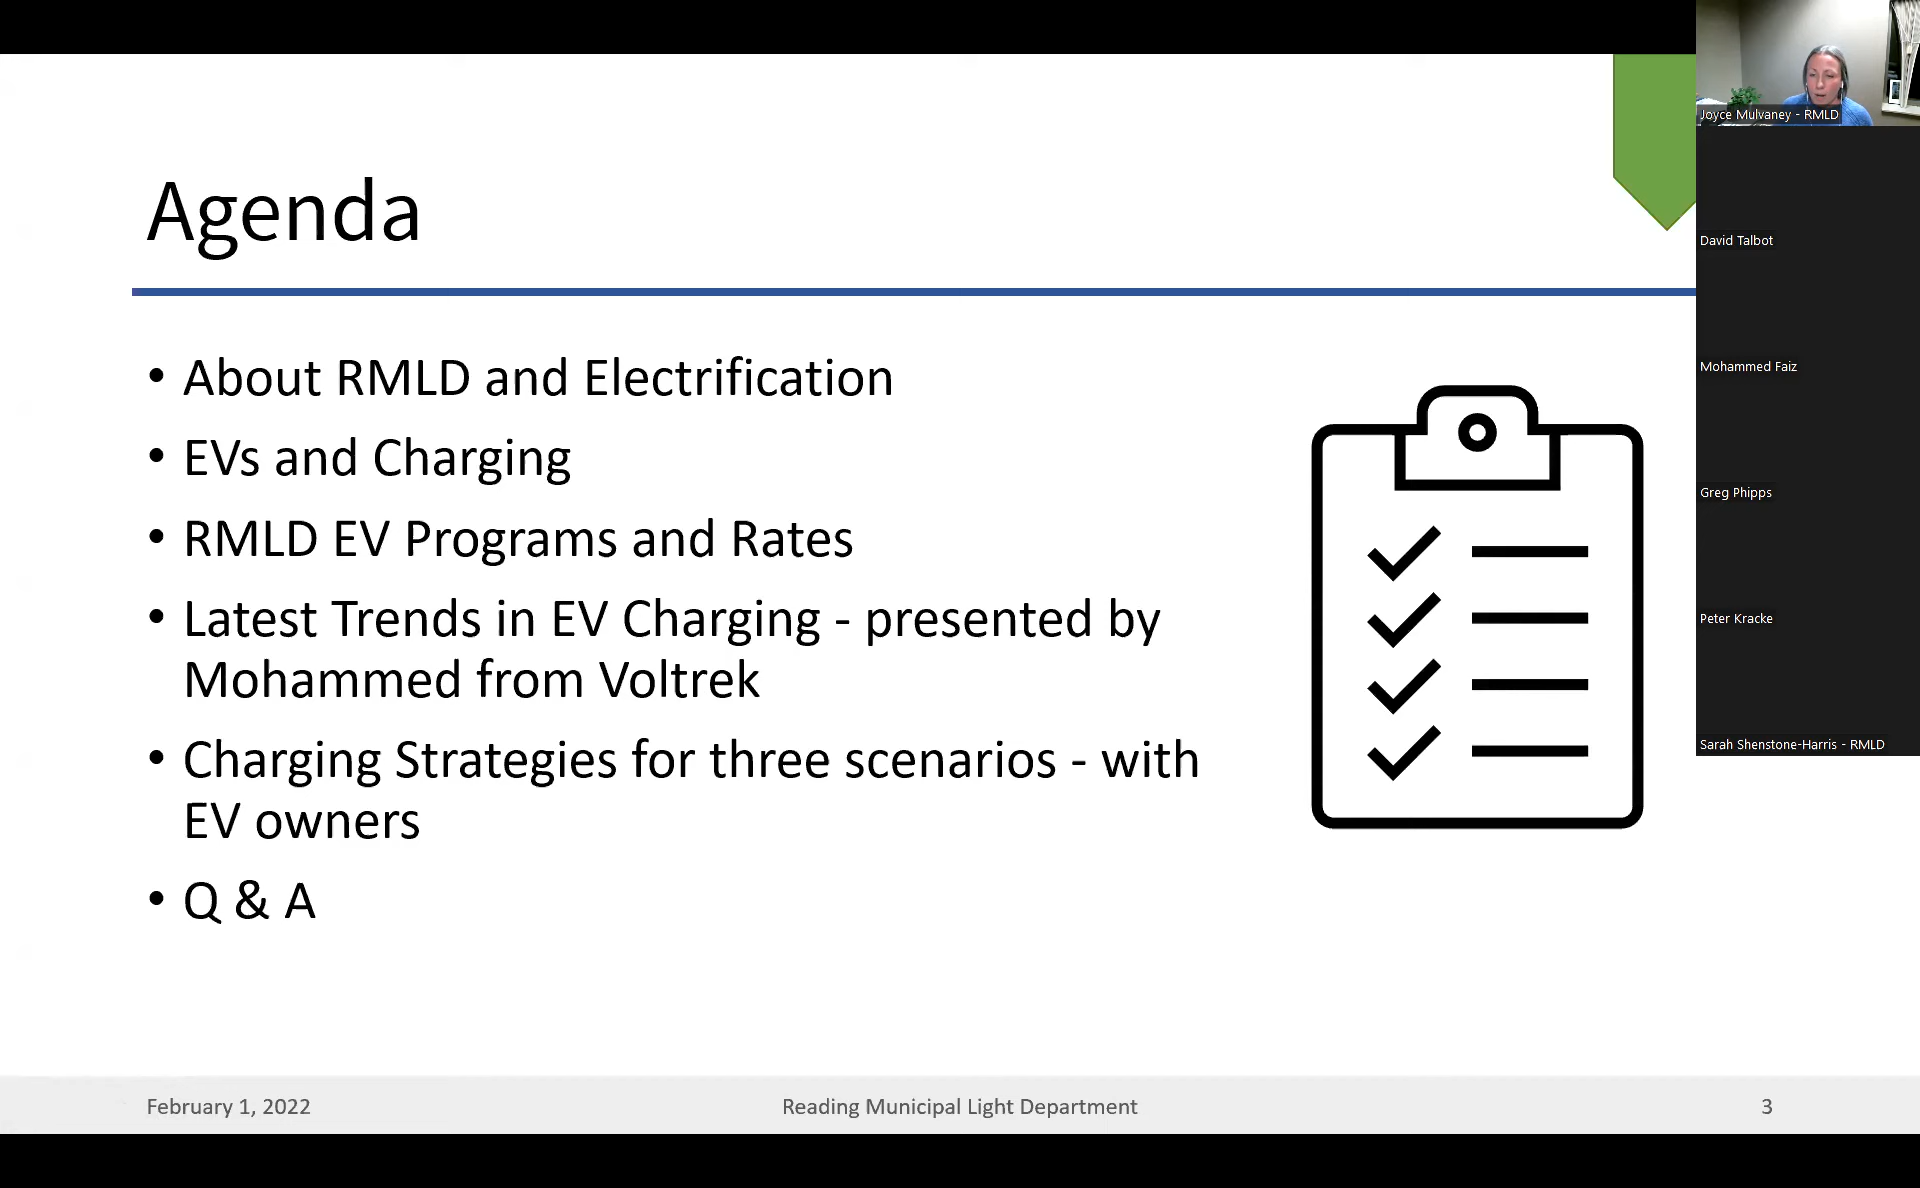 Agenda
• About RMLD and Electrification
• EVs and Charging
• RMLD EV Programs and Rates
• Latest Trends in EV Charging - presented by
Mohammed from Voltrek
• Charging Strategies for three scenarios - with
EV owners
• Q & A
February 1, 2022
Reading Municipal Light Department
3
Joyce Mulvaney - RMLD
David Talbot
Mohammed Faiz
Greg Phipps
Peter Kracke
Sarah Shenstone-Harris - RMLD